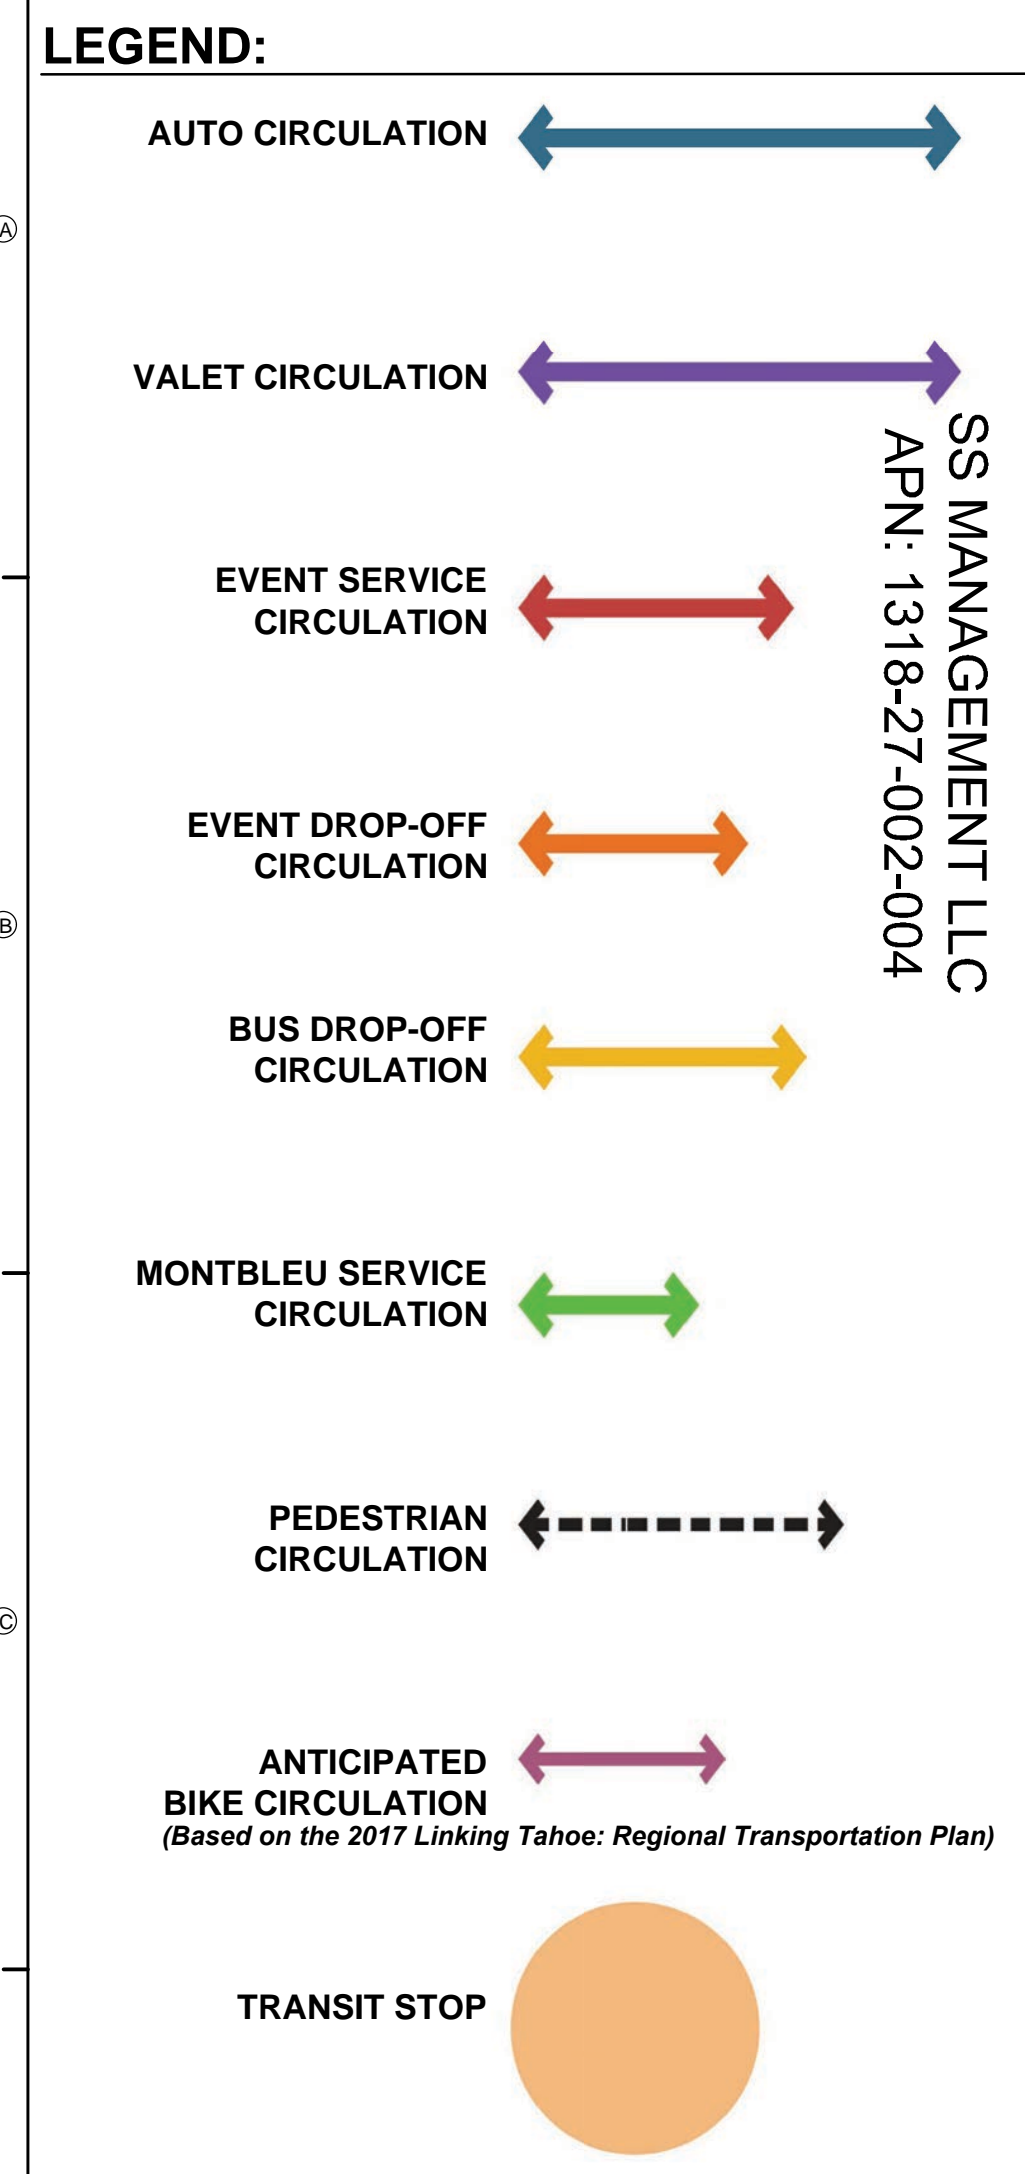 LEGEND:
AUTO CIRCULATION
A
VALET CIRCULATION
SS MANAGEMENT LLC
APN: 1318-27-002-004
EVENT SERVICE
CIRCULATION
EVENT DROP-OFF
CIRCULATION
B
BUS DROP-OFF
CIRCULATION
MONTBLEU SERVICE
CIRCULATION
PEDESTRIAN
CIRCULATION
C
ANTICIPATED
BIKE CIRCULATION
(Based on the 2017 Linking Tahoe: Regional Transportation Plan)
TRANSIT STOP